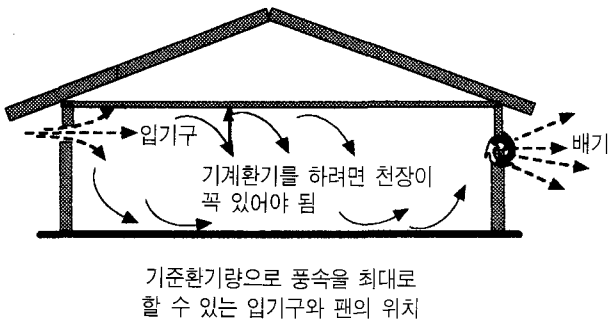 입기구
배기
기계환기를 하려면 천장이
꼭 있어야 됨
기준환기량으로 풍속을 최대로
할 수 있는 입기구와 팬의 위치